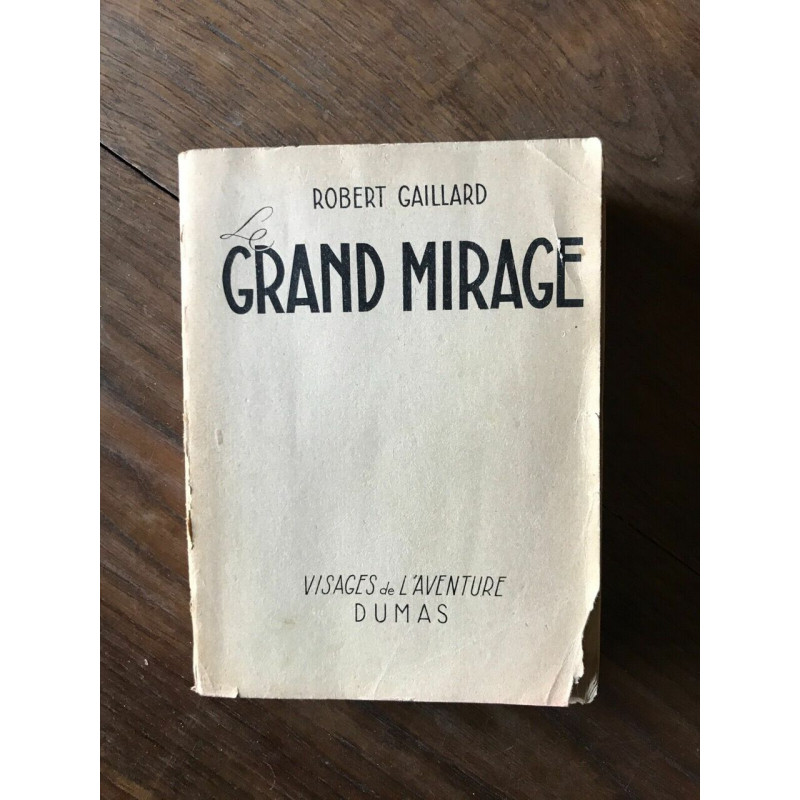 ROBERT GAILLARD
Le
GRAND MIRAGE
VISAGES de L'AVENTURE
DUMAS